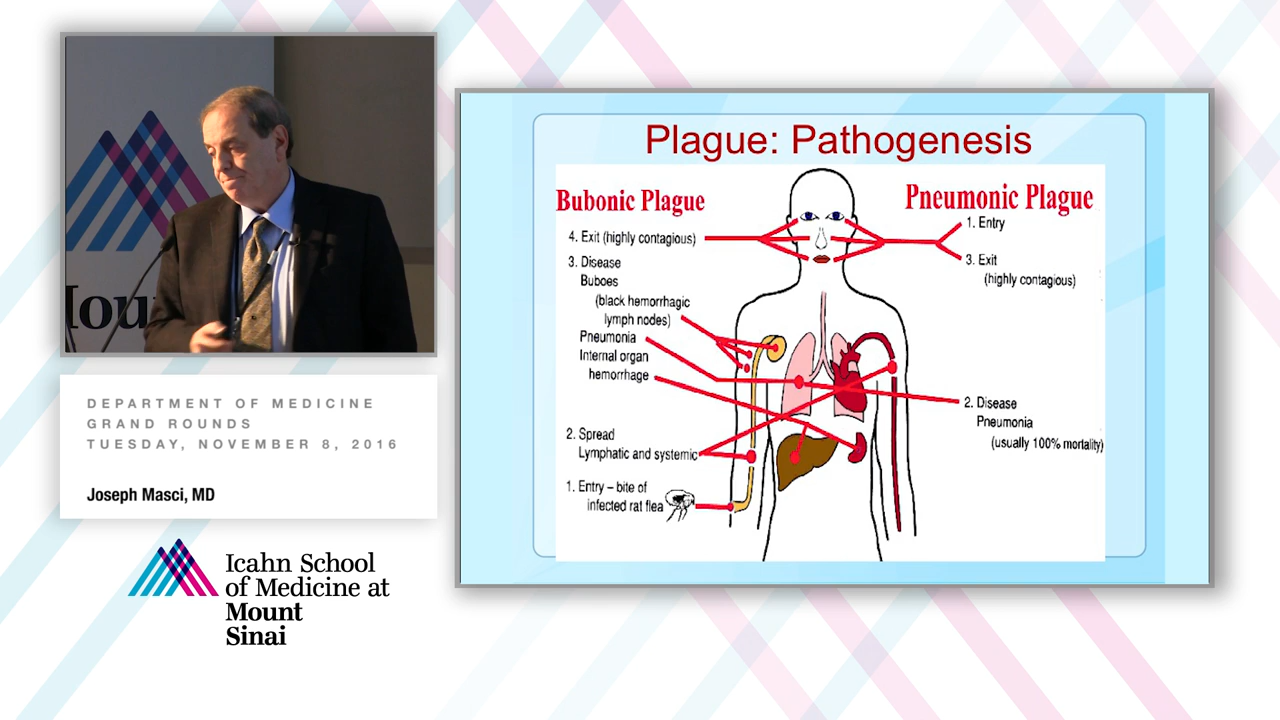 Mou
DEPARTMENT OF MEDICINE
GRAND ROUNDS
TUESDAY, NOVEMBER 8, 2016
Joseph Masci, MD
Icahn School
of Medicine at
Mount
Sinai
Plague: Pathogenesis
Bubonic Plague
4. Exit (highly contagious)
3. Disease
Buboes
(black hemorrhagic
lymph nodes)
Pneumonia
Internal organ
hemorrhage
2. Spread
Lymphatic and systemic
1. Entry – bite of
infected rat flea
Pneumonic Plague
1. Entry
3. Exit
(highly contagious)
2. Disease
Pneumonia
(usually 100% mortality)